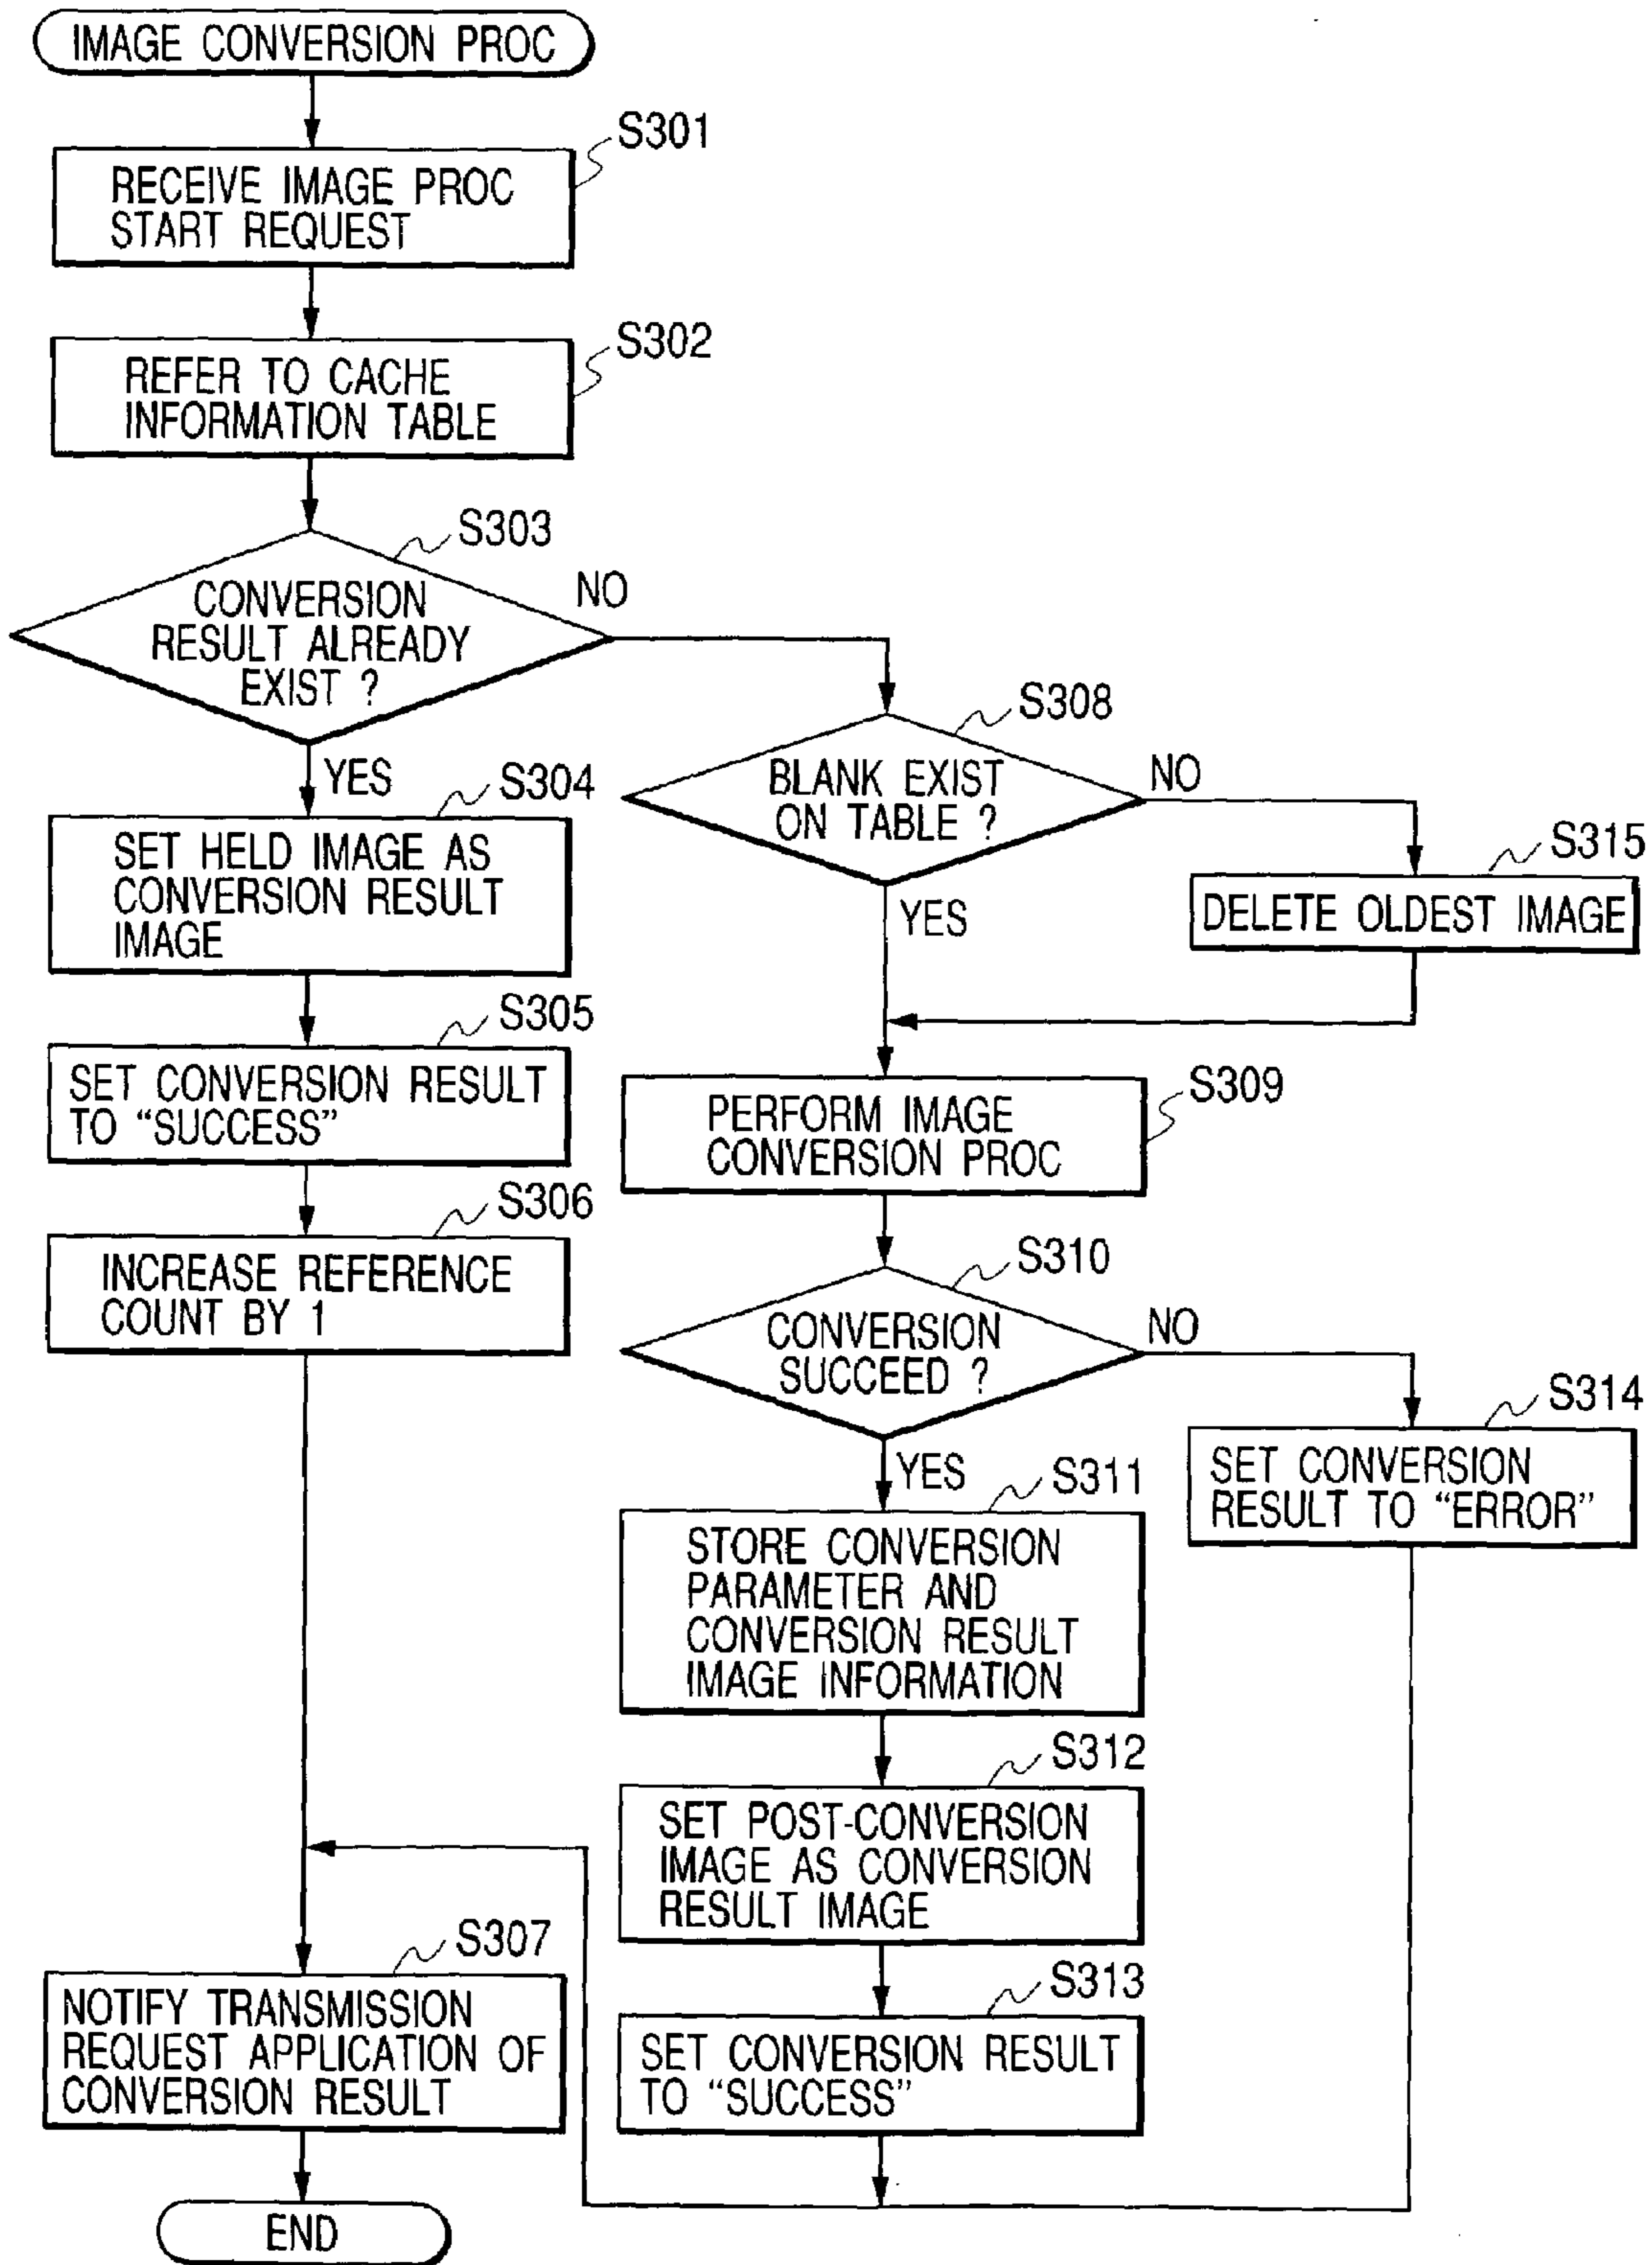 IMAGE CONVERSION PROC
S301
RECEIVE IMAGE PROC
START REQUEST
S302
REFER TO CACHE
INFORMATION TABLE
S303
CONVERSION
RESULT ALREADY
EXIST ?
NO
YES
S304
SET HELD IMAGE AS
CONVERSION RESULT
IMAGE
S305
SET CONVERSION RESULT
TO “SUCCESS”
S306
INCREASE REFERENCE
COUNT BY 1
S307
NOTIFY TRANSMISSION
REQUEST APPLICATION OF
CONVERSION RESULT
END
S308
BLANK EXIST
ON TABLE ?
NO
YES
S315
DELETE OLDEST IMAGE
S309
PERFORM IMAGE
CONVERSION PROC
S310
CONVERSION
SUCCEED ?
NO
YES
S314
SET CONVERSION
RESULT TO “ERROR”
S311
STORE CONVERSION
PARAMETER AND
CONVERSION RESULT
IMAGE INFORMATION
S312
SET POST-CONVERSION
IMAGE AS CONVERSION
RESULT IMAGE
S313
SET CONVERSION RESULT
TO “SUCCESS”